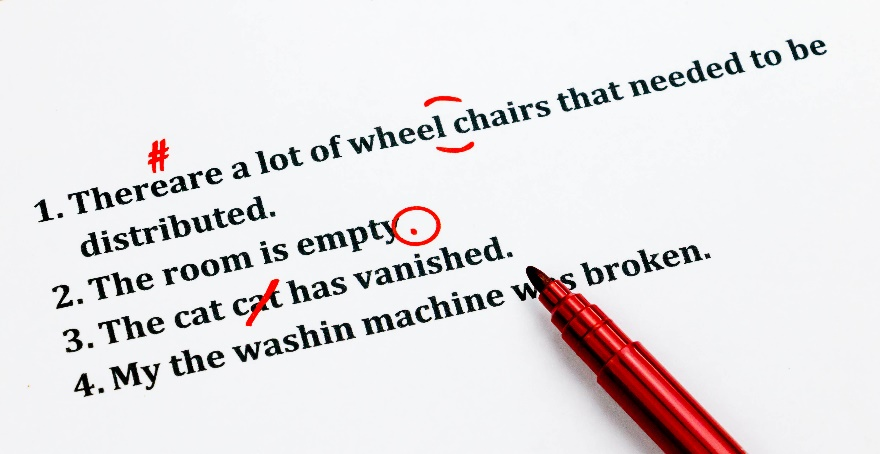 #
1. Thereare a lot of wheel chairs that needed to be
distributed.
2. The room is empty.
3. The cat cat has vanished.
4. My the washin machine was broken.